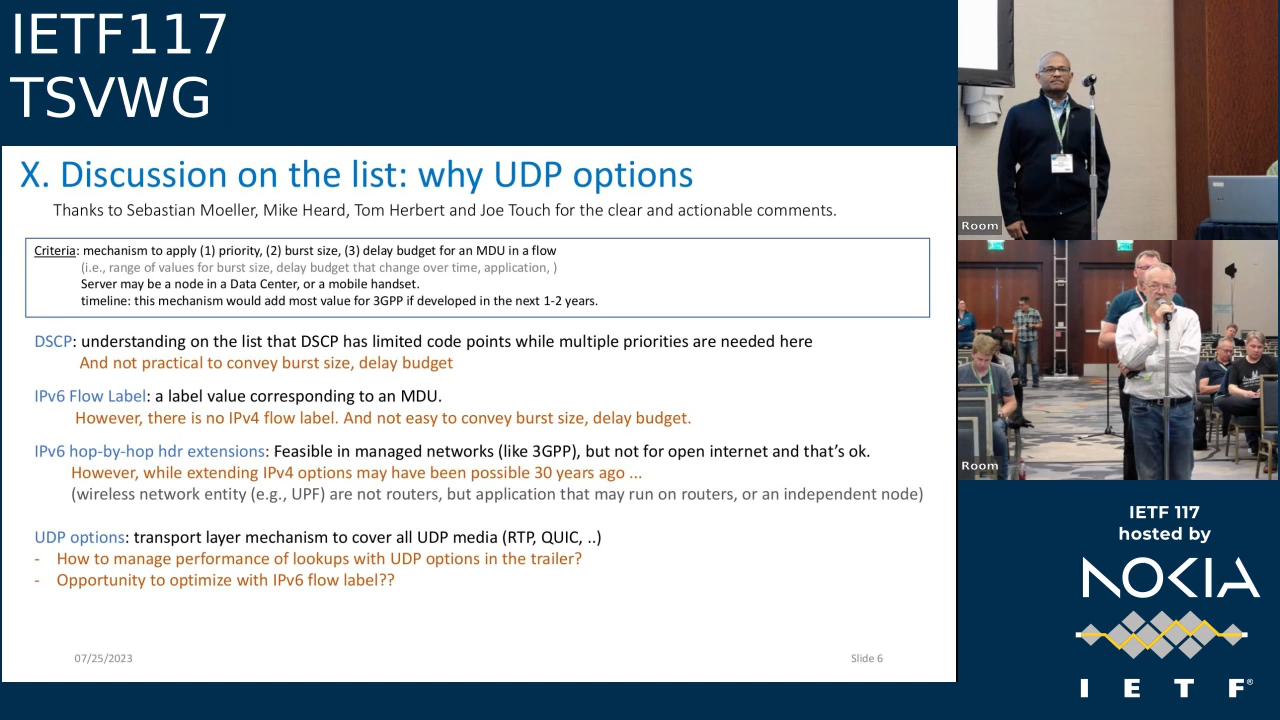 IETF117
TSVWG
X. Discussion on the list: why UDP options
Thanks to Sebastian Moeller, Mike Heard, Tom Herbert and Joe Touch for the clear and actionable comments.
Criteria: mechanism to apply (1) priority, (2) burst size, (3) delay budget for an MDU in a flow
(i.e., range of values for burst size, delay budget that change over time, application, )
Server may be a node in a Data Center, or a mobile handset.
timeline: this mechanism would add most value for 3GPP if developed in the next 1-2 years.
DSCP: understanding on the list that DSCP has limited code points while multiple priorities are needed here
And not practical to convey burst size, delay budget
IPv6 Flow Label: a label value corresponding to an MDU.
However, there is no IPv4 flow label. And not easy to convey burst size, delay budget.
IPv6 hop-by-hop hdr extensions: Feasible in managed networks (like 3GPP), but not for open internet and that's ok.
However, while extending IPv4 options may have been possible 30 years ago ...
(wireless network entity (e.g., UPF) are not routers, but application that may run on routers, or an independent node)
UDP options: transport layer mechanism to cover all UDP media (RTP, QUIC, ..)
- How to manage performance of lookups with UDP options in the trailer?
- Opportunity to optimize with IPv6 flow label??
07/25/2023
Slide 6
Room
Room
IETF 117
hosted by
NOKIA
I E T F®